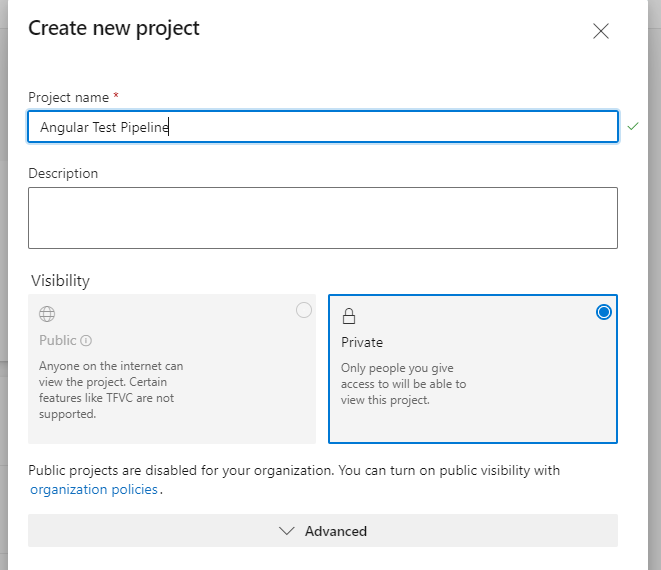 Create new project
Project name *
Angular Test Pipeline
Description
Visibility
Public
Anyone on the internet can
view the project. Certain
features like TFVC are not
supported.
Private
Only people you give
access to will be able to
view this project.
Public projects are disabled for your organization. You can turn on public visibility with
organization policies.
Advanced